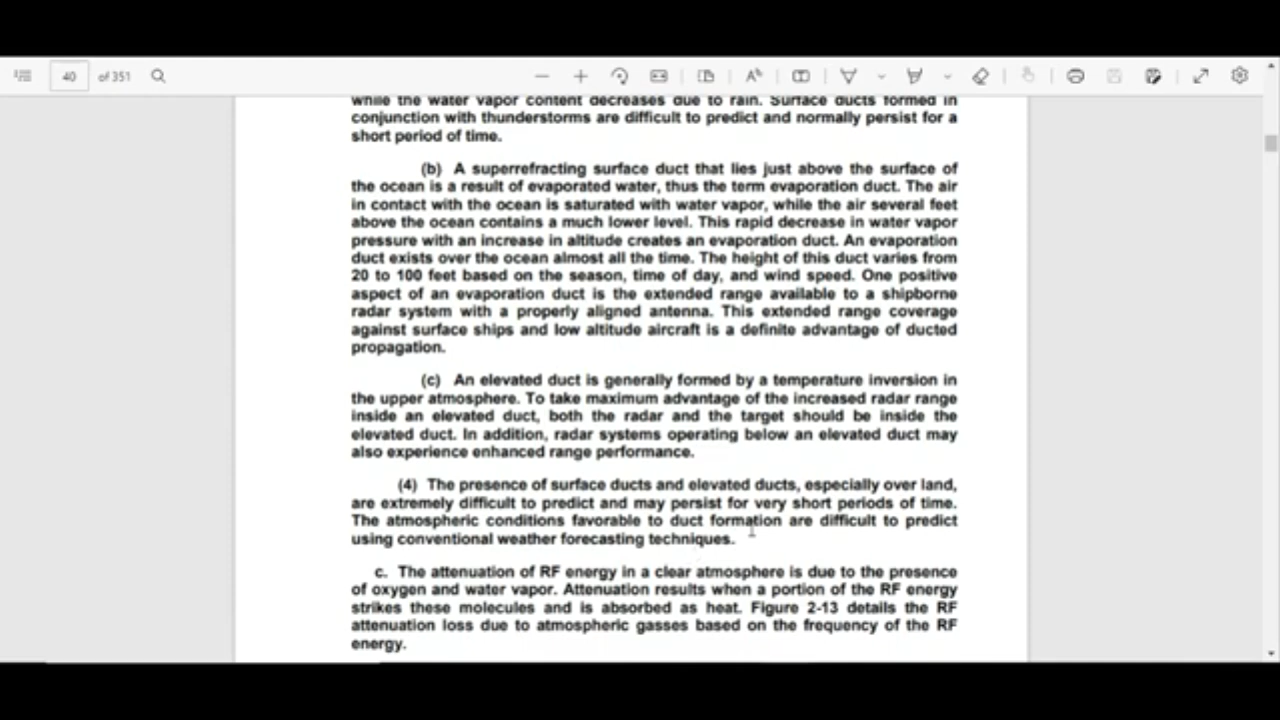 40 of 351
while the water vapor content decreases due to rain. Surface ducts formed in
conjunction with thunderstorms are difficult to predict and normally persist for a
short period of time.
(b) A superrefracting surface duct that lies just above the surface of
the ocean is a result of evaporated water, thus the term evaporation duct. The air
in contact with the ocean is saturated with water vapor, while the air several feet
above the ocean contains a much lower level. This rapid decrease in water vapor
pressure with an increase in altitude creates an evaporation duct. An evaporation
duct exists over the ocean almost all the time. The height of this duct varies from
20 to 100 feet based on the season, time of day, and wind speed. One positive
aspect of an evaporation duct is the extended range available to a shipborne
radar system with a properly aligned antenna. This extended range coverage
against surface ships and low altitude aircraft is a definite advantage of ducted
propagation.
(c) An elevated duct is generally formed by a temperature inversion in
the upper atmosphere. To take maximum advantage of the increased radar range
inside an elevated duct, both the radar and the target should be inside the
elevated duct. In addition, radar systems operating below an elevated duct may
also experience enhanced range performance.
(4) The presence of surface ducts and elevated ducts, especially over land,
are extremely difficult to predict and may persist for very short periods of time.
The atmospheric conditions favorable to duct formation are difficult to predict
using conventional weather forecasting techniques.
c. The attenuation of RF energy in a clear atmosphere is due to the presence
of oxygen and water vapor. Attenuation results when a portion of the RF energy
strikes these molecules and is absorbed as heat. Figure 2-13 details the RF
attenuation loss due to atmospheric gasses based on the frequency of the RF
energy.